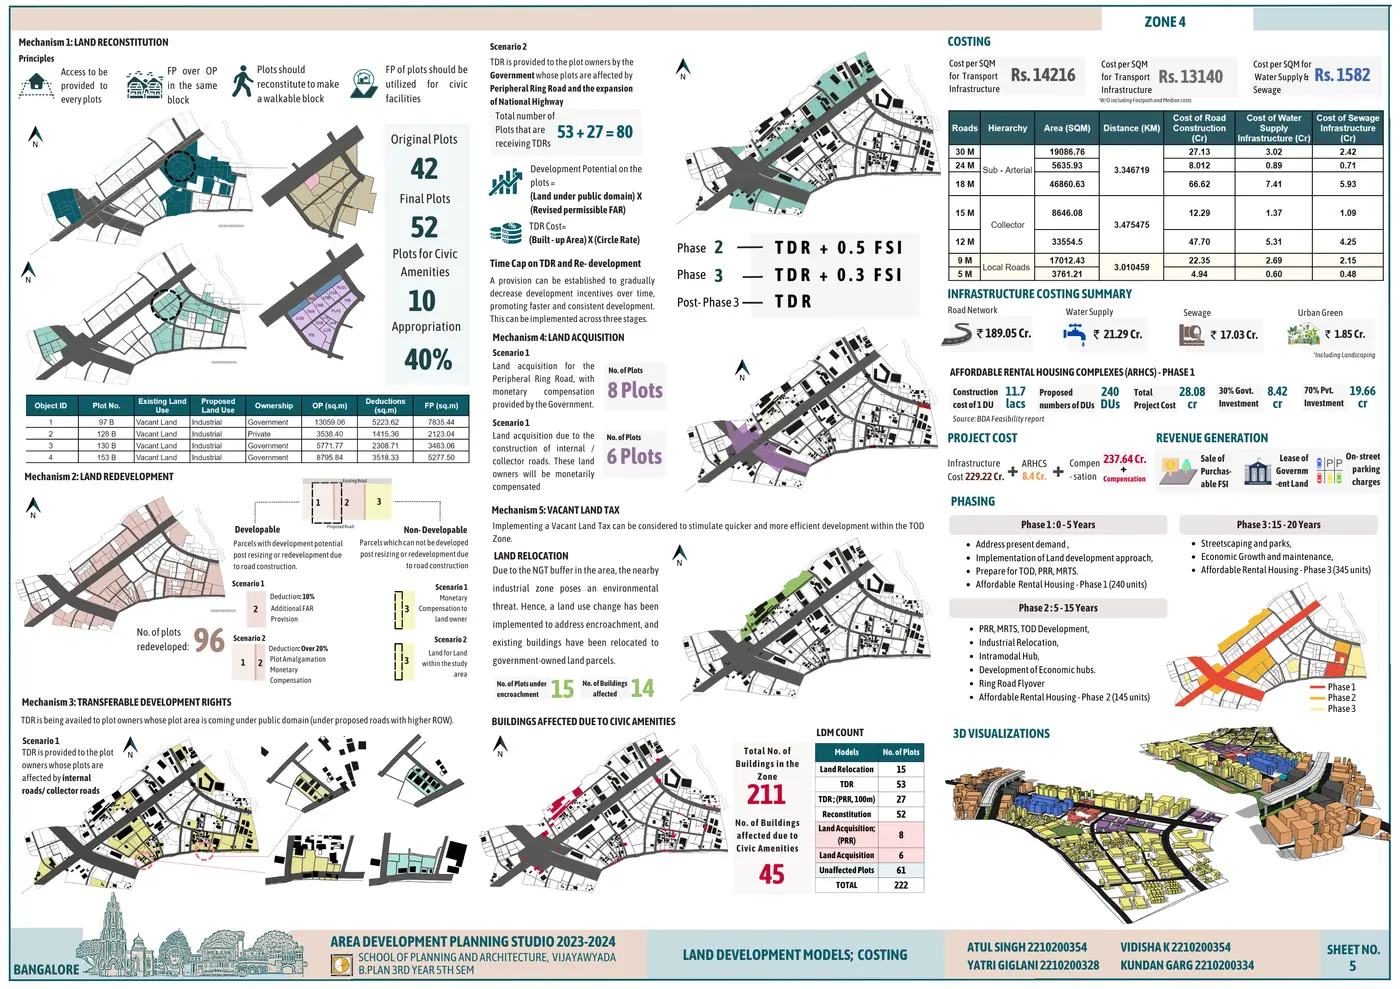 ZONE 4
Mechanism 1: LAND RECONSTITUTION
Principles
Access to be
provided to
every plots
FP over OP
in the same
block
Plots should
reconstitute to make
a walkable block
FP of plots should be
utilized for civic
facilities
N
Original Plots
42
Final Plots
52
Plots for Civic
Amenities
10
Appropriation
40%
N
Object ID Plot No. Existing Land Use Proposed Land Use Ownership OP (sq.m) Deductions (sq.m) FP (sq.m)
1 97 B Vacant Land Industrial Government 13059.06 5223.62 7835.44
2 128 B Vacant Land Industrial Private 3538.40 1415.36 2123.04
3 130 B Vacant Land Industrial Government 5771.77 2308.71 3463.06
4 153 B Vacant Land Industrial Government 8795.84 3518.33 5277.50
Mechanism 2: LAND REDEVELOPMENT
N
Existing Road
1 2 3
Proposed Road
Developable
Parcels with development potential
post resizing or redevelopment due
to road construction.
Non- Developable
Parcels which can not be developed
post resizing or redevelopment due
to road construction
Scenario 1
2
Deduction: 10%
Additional FAR
Provision
Scenario 1
3
Monetary
Compensation to
land owner
Scenario 2
1 2
Deduction: Over 20%
Plot Amalgamation
Monetary
Compensation
Scenario 2
3
Land for Land
within the study
area
No. of plots
redeveloped: 96
Mechanism 3: TRANSFERABLE DEVELOPMENT RIGHTS
TDR is being availed to plot owners whose plot area is coming under public domain (under proposed roads with higher ROW).
Scenario 1
TDR is provided to the plot
owners whose plots are
affected by internal
roads/ collector roads
N
N
N
Scenario 2
TDR is provided to the plot owners by the
Government whose plots are affected by
Peripheral Ring Road and the expansion
of National Highway
Total number of
Plots that are
receiving TDRs
53 + 27 = 80
Development Potential on the
plots =
(Land under public domain) X
(Revised permissible FAR)
TDR Cost=
(Built - up Area) X (Circle Rate)
Time Cap on TDR and Re- development
A provision can be established to gradually
decrease development incentives over time,
promoting faster and consistent development.
This can be implemented across three stages.
N
Phase 2 TDR + 0.5 FSI
Phase 3 TDR + 0.3 FSI
Post- Phase 3 TDR
Mechanism 4: LAND ACQUISITION
Scenario 1
Land acquisition for the
Peripheral Ring Road, with
monetary compensation
provided by the Government.
No. of Plots
8 Plots
Scenario 1
Land acquisition due to the
construction of internal /
collector roads. These land
owners will be monetarily
compensated
No. of Plots
6 Plots
N
Mechanism 5: VACANT LAND TAX
Implementing a Vacant Land Tax can be considered to stimulate quicker and more efficient development within the TOD
Zone.
LAND RELOCATION
Due to the NGT buffer in the area, the nearby
industrial zone poses an environmental
threat. Hence, a land use change has been
implemented to address encroachment, and
existing buildings have been relocated to
government-owned land parcels.
No. of Plots under
encroachment 15
No. of Buildings
affected 14
N
BUILDINGS AFFECTED DUE TO CIVIC AMENITIES
N
Total No. of
Buildings in the
Zone
211
No. of Buildings
affected due to
Civic Amenities
45
LDM COUNT
Models No. of Plots
Land Relocation 15
TDR 53
TDR ; (PRR, 100m) 27
Reconstitution 52
Land Acquisition; (PRR) 8
Land Acquisition 6
Unaffected Plots 61
TOTAL 222
COSTING
Cost per SQM
for Transport
Infrastructure
Rs. 14216
Cost per SQM
for Transport
Infrastructure
Rs. 13140
*W/O including Footpath and Median costs
Cost per SQM for
Water Supply &
Sewage
Rs. 1582
Roads Hierarchy Area (SQM) Distance (KM) Cost of Road Construction (Cr) Cost of Water Supply Infrastructure (Cr) Cost of Sewage Infrastructure (Cr)
30 M Sub - Arterial 19086.76 3.346719 27.13 3.02 2.42
24 M 5635.93 8.012 0.89 0.71
18 M 46860.63 66.62 7.41 5.93
15 M Collector 8646.08 3.475475 12.29 1.37 1.09
12 M 33554.5 47.70 5.31 4.25
9 M Local Roads 17012.43 3.010459 22.35 2.69 2.15
5 M 3761.21 4.94 0.60 0.48
INFRASTRUCTURE COSTING SUMMARY
Road Network
₹ 189.05 Cr.
Water Supply
₹ 21.29 Cr.
Sewage
₹ 17.03 Cr.
Urban Green
₹ 1.85 Cr.
*Including Landscaping
AFFORDABLE RENTAL HOUSING COMPLEXES (ARHCS) - PHASE 1
Construction
cost of 1 DU
11.7
lacs
Proposed
numbers of DUs
240
DUs
Total
Project Cost
28.08
cr
30% Govt.
Investment
8.42
cr
70% Pvt.
Investment
19.66
cr
Source: BDA Feasibility report
PROJECT COST
Infrastructure
Cost 229.22 Cr.
+
ARHCS
8.4 Cr.
+
Compen
- sation
237.64 Cr.
+
Compensation
REVENUE GENERATION
Sale of
Purchas-
able FSI
Lease of
Governm
-ent Land
P P
On-street
parking
charges
PHASING
Phase 1 : 0 - 5 Years
• Address present demand ,
• Implementation of Land development approach,
• Prepare for TOD, PRR, MRTS.
• Affordable Rental Housing - Phase 1 (240 units)
Phase 2 : 5 - 15 Years
• PRR, MRTS, TOD Development,
• Industrial Relocation,
• Intramodal Hub,
• Development of Economic hubs.
• Ring Road Flyover
• Affordable Rental Housing - Phase 2 (145 units)
Phase 3 : 15 - 20 Years
• Streetscaping and parks,
• Economic Growth and maintenance,
• Affordable Rental Housing - Phase 3 (345 units)
Phase 1
Phase 2
Phase 3
3D VISUALIZATIONS
BANGALORE
AREA DEVELOPMENT PLANNING STUDIO 2023-2024
SCHOOL OF PLANNING AND ARCHITECTURE, VIJAYAWYADA
B.PLAN 3RD YEAR 5TH SEM
LAND DEVELOPMENT MODELS; COSTING
ATUL SINGH 2210200354
YATRI GIGLANI 2210200328
VIDISHA K 2210200354
KUNDAN GARG 2210200334
SHEET NO.
5